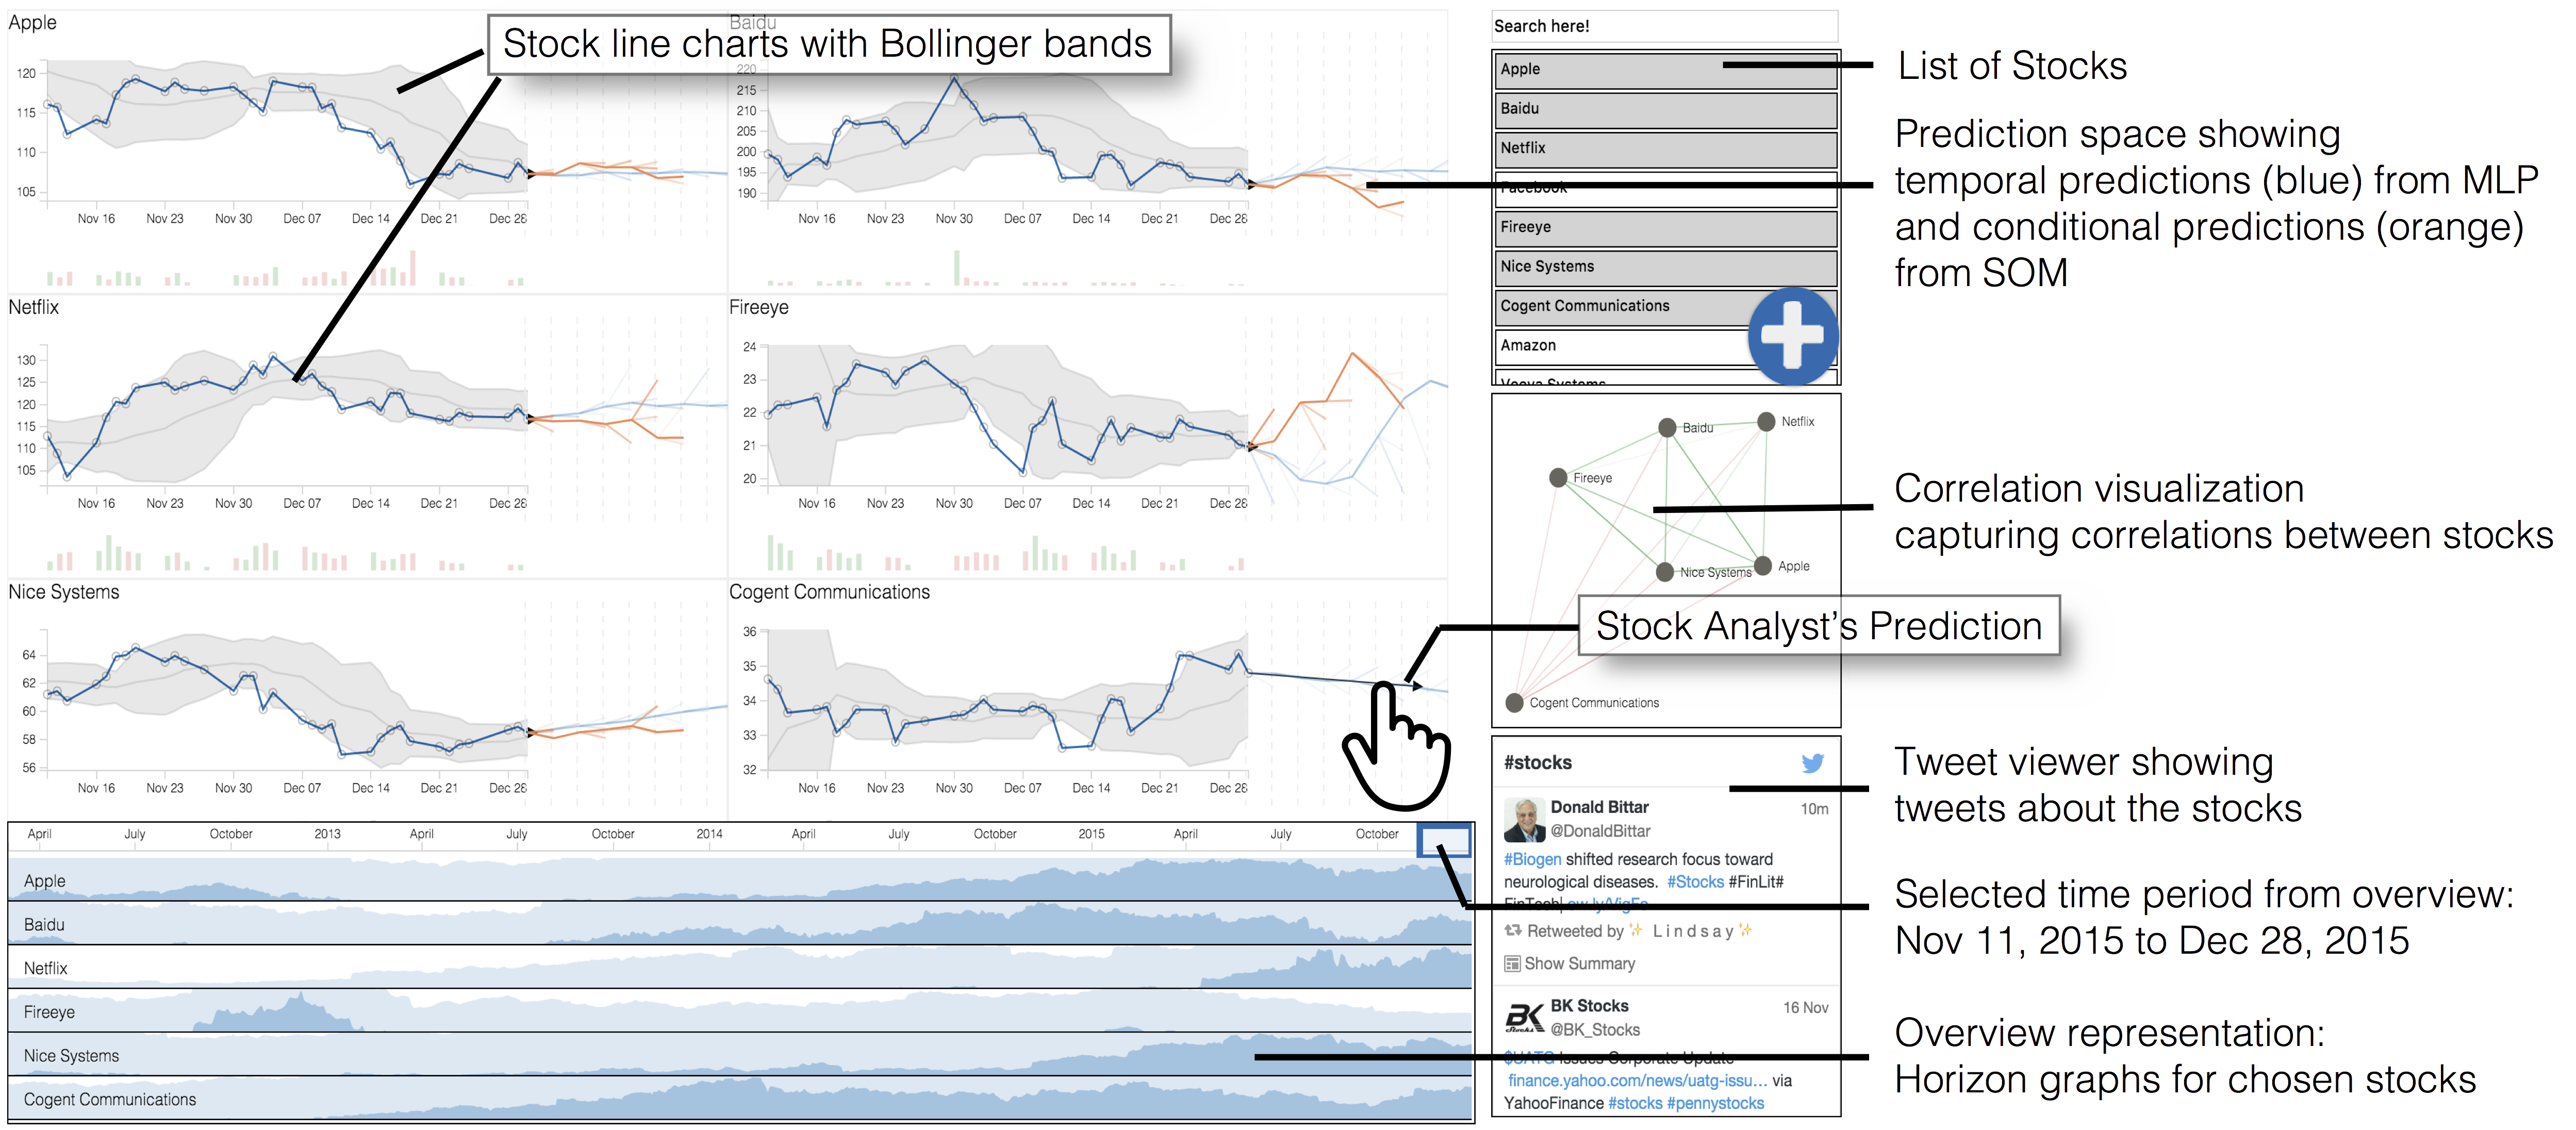 Apple
120
115
110
105
Nov 16 Nov 23 Nov 30 Dec 07 Dec 14 Dec 21 Dec 28
Stock line charts with Bollinger bands
Baidu
220
215
210
205
200
195
190
Nov 16 Nov 23 Nov 30 Dec 07 Dec 14 Dec 21 Dec 28
Netflix
130
125
120
115
110
105
Nov 16 Nov 23 Nov 30 Dec 07 Dec 14 Dec 21 Dec 28
Fireeye
24
23
22
21
20
Nov 16 Nov 23 Nov 30 Dec 07 Dec 14 Dec 21 Dec 28
Nice Systems
64
62
60
58
56
Nov 16 Nov 23 Nov 30 Dec 07 Dec 14 Dec 21 Dec 28
Cogent Communications
36
35
34
33
32
Nov 16 Nov 23 Nov 30 Dec 07 Dec 14 Dec 21 Dec 28
April July October 2013 April July October 2014 April July October 2015 April July October
Apple
Baidu
Netflix
Fireeye
Nice Systems
Cogent Communications
Search here!
Apple
Baidu
Netflix
Facebook
Fireeye
Nice Systems
Cogent Communications
Amazon
Veeva Systems
Baidu
Netflix
Fireeye
Nice Systems
Apple
Cogent Communications
Stock Analyst's Prediction
#stocks
Donald Bittar 10m
@DonaldBittar
#Biogen shifted research focus toward
neurological diseases. #Stocks #FinLit#
FinTech| ow.ly/VigFe
Retweeted by ✨ L i n d s a y ✨
Show Summary
BK Stocks 16 Nov
@BK_Stocks
$UATG Issues Corporate Update
finance.yahoo.com/news/uatg-issu… via
YahooFinance #stocks #pennystocks
BK
Stocks
List of Stocks
Prediction space showing
temporal predictions (blue) from MLP
and conditional predictions (orange)
from SOM
Correlation visualization
capturing correlations between stocks
Tweet viewer showing
tweets about the stocks
Selected time period from overview:
Nov 11, 2015 to Dec 28, 2015
Overview representation:
Horizon graphs for chosen stocks